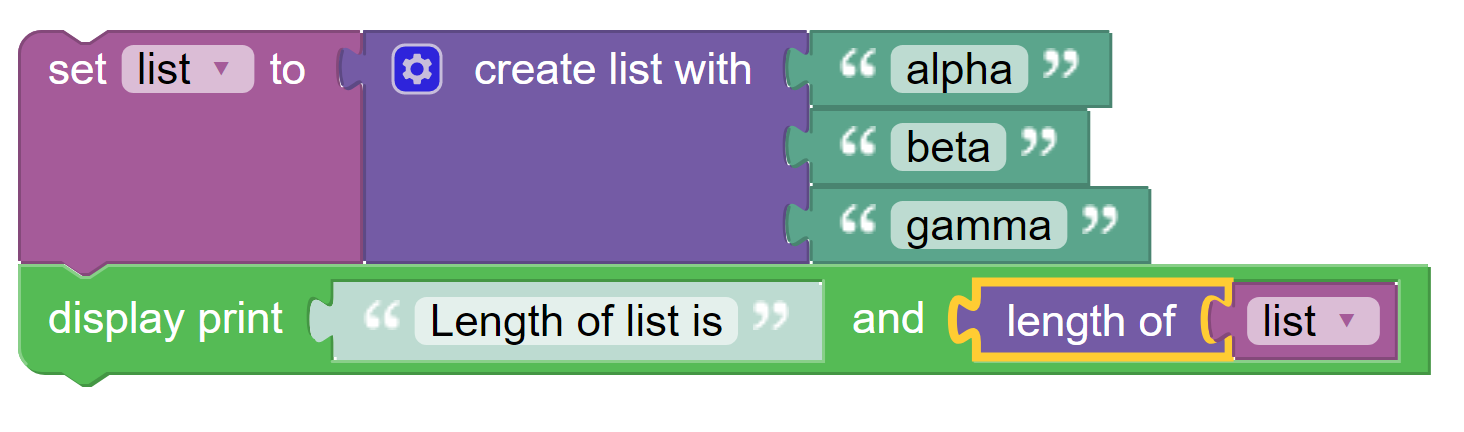 set list ▼ to create list with “ alpha ”
“ beta ”
“ gamma ”
display print “ Length of list is ” and length of list ▼